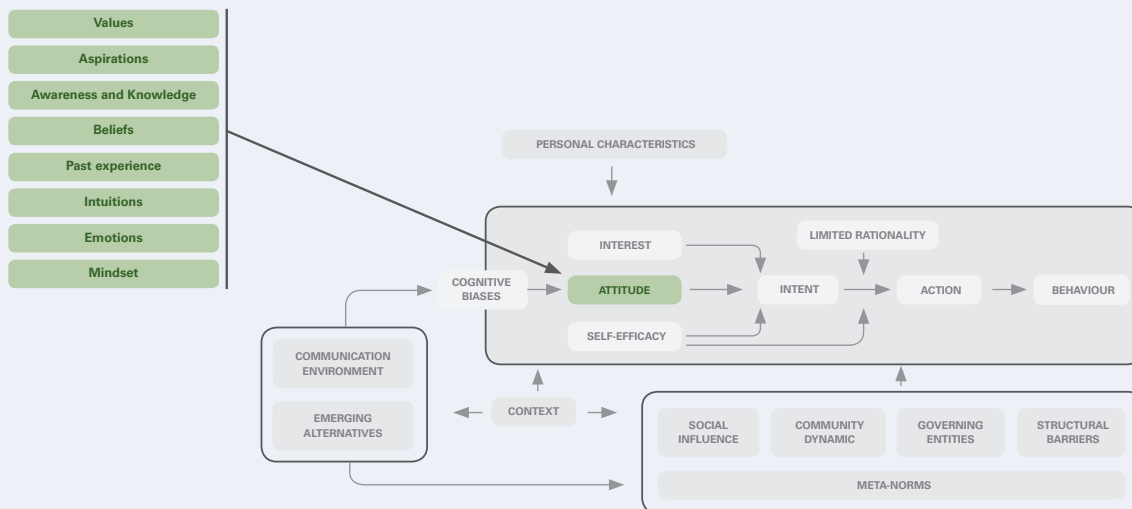 Values
Aspirations
Awareness and Knowledge
Beliefs
Past experience
Intuitions
Emotions
Mindset
PERSONAL CHARACTERISTICS
INTEREST
LIMITED RATIONALITY
COGNITIVE
BIASES
ATTITUDE
INTENT
ACTION
BEHAVIOUR
SELF-EFFICACY
COMMUNICATION
ENVIRONMENT
EMERGING
ALTERNATIVES
CONTEXT
SOCIAL
INFLUENCE
COMMUNITY
DYNAMIC
GOVERNING
ENTITIES
STRUCTURAL
BARRIERS
META-NORMS